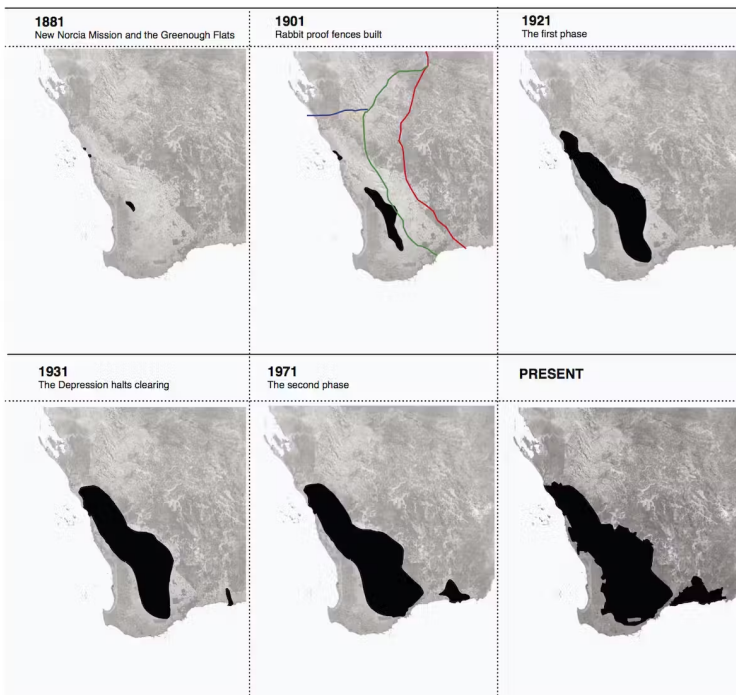 1881
New Norcia Mission and the Greenough Flats
1901
Rabbit proof fences built
1921
The first phase
1931
The Depression halts clearing
1971
The second phase
PRESENT